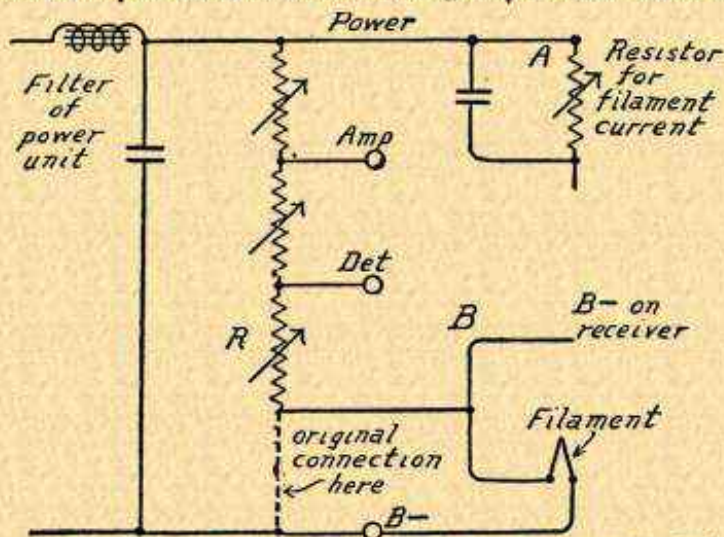 Power
Filter
of
power
unit
A
Resistor
for
filament
current
Amp
Det
R
B
B- on
receiver
original
connection
here
Filament
B-